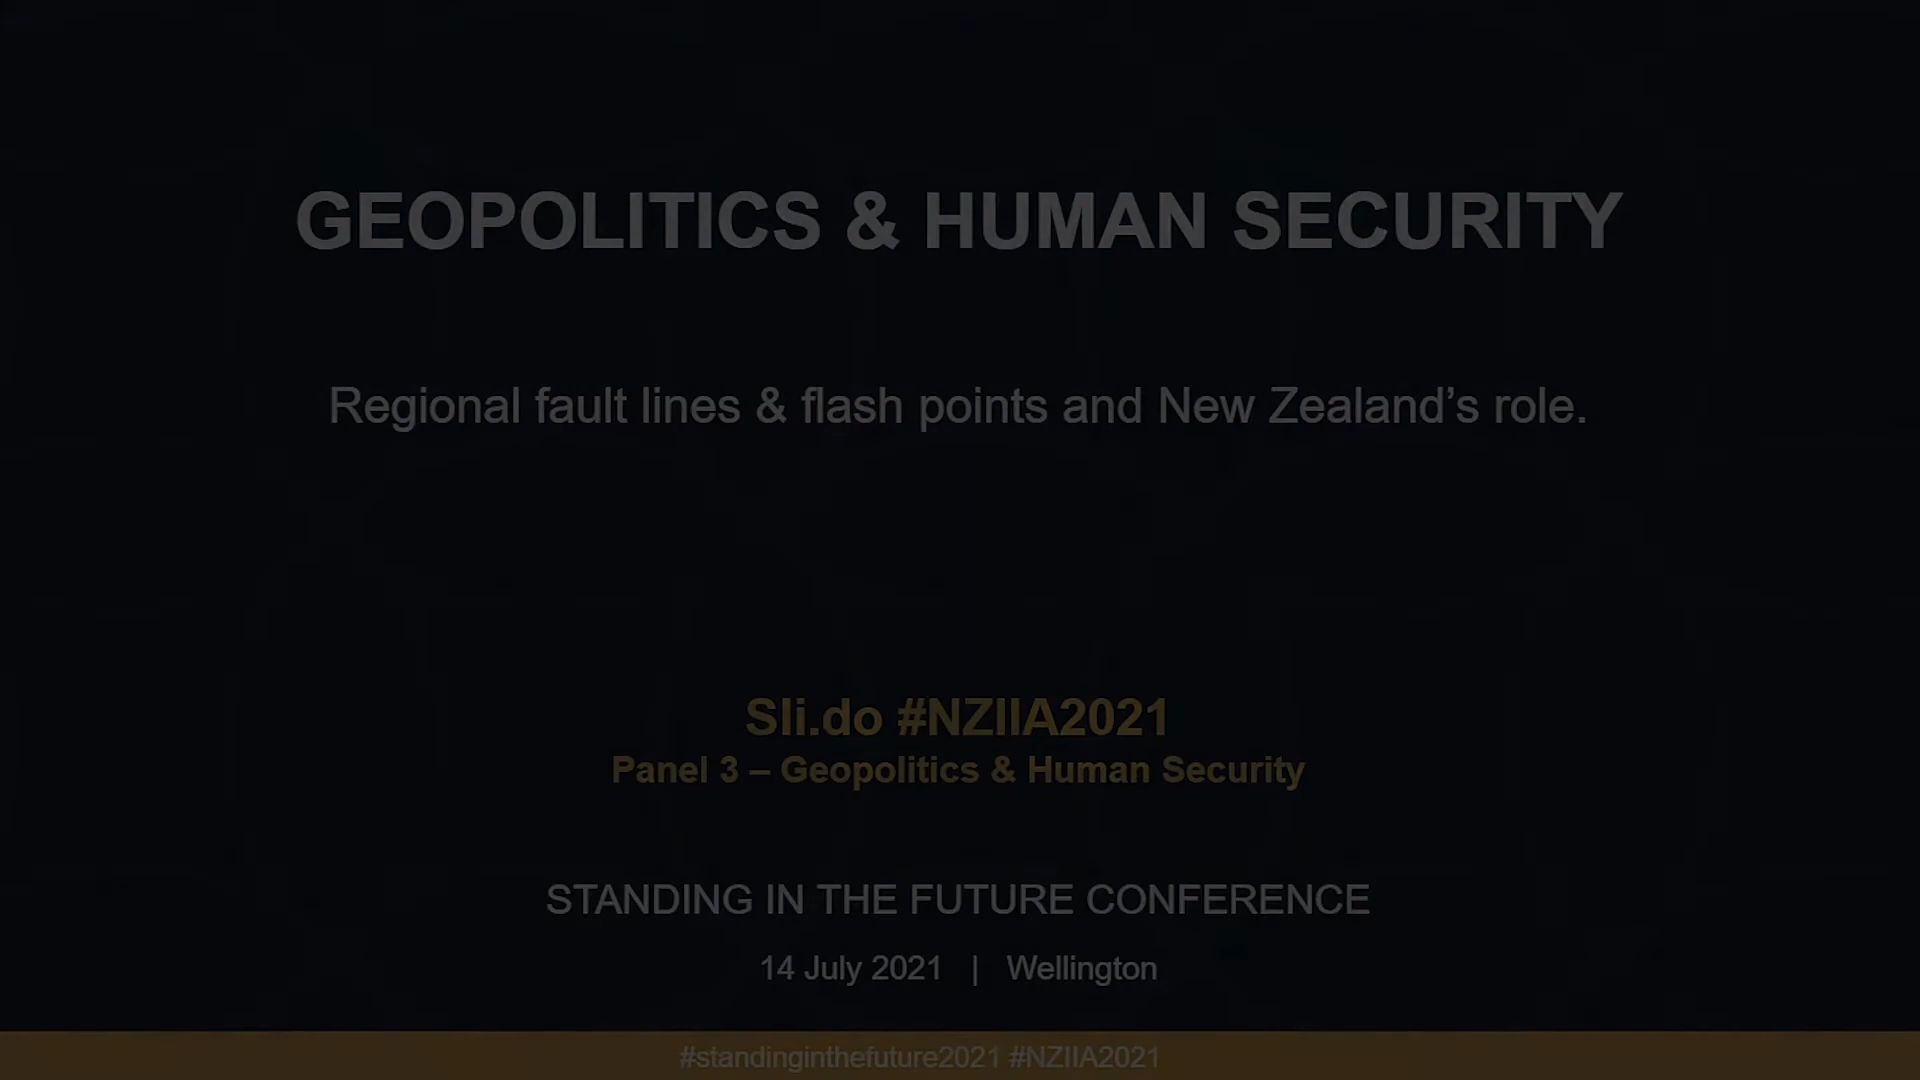 GEOPOLITICS & HUMAN SECURITY
Regional fault lines & flash points and New Zealand’s role.
Sli.do #NZIIA2021
Panel 3 – Geopolitics & Human Security
STANDING IN THE FUTURE CONFERENCE
14 July 2021 | Wellington
#standinginthefuture2021 #NZIIA2021